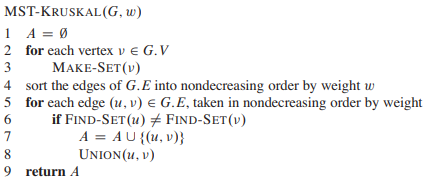 MST-KRUSKAL(G, w)
1 A = Ø
2 for each vertex v ∈ G.V
3 MAKE-SET(v)
4 sort the edges of G.E into nondecreasing order by weight w
5 for each edge (u, v) ∈ G.E, taken in nondecreasing order by weight
6 if FIND-SET(u) ≠ FIND-SET(v)
7 A = A ∪ {(u, v)}
8 UNION(u, v)
9 return A